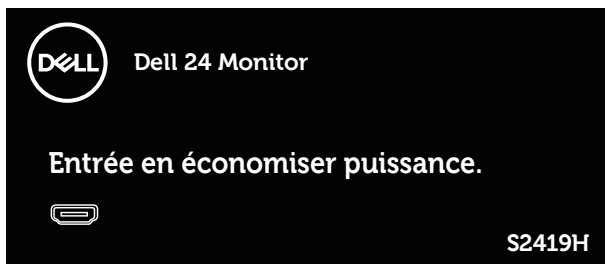 DELL
Dell 24 Monitor
Entrée en économiser puissance.
S2419H